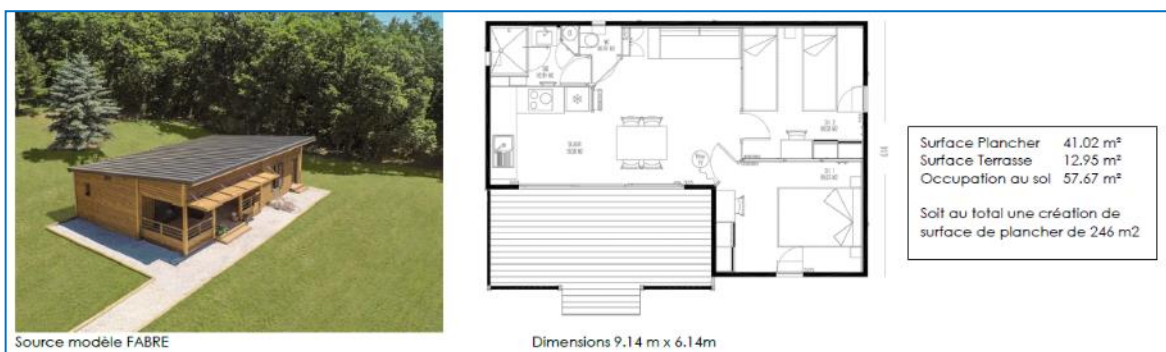 WC
Surface Plancher 41.02 m²
Surface Terrasse 12.95 m²
Occupation au sol 57.67 m²
Soit au total une création de
surface de plancher de 246 m2
Source modèle FABRE
Dimensions 9.14 m x 6.14m